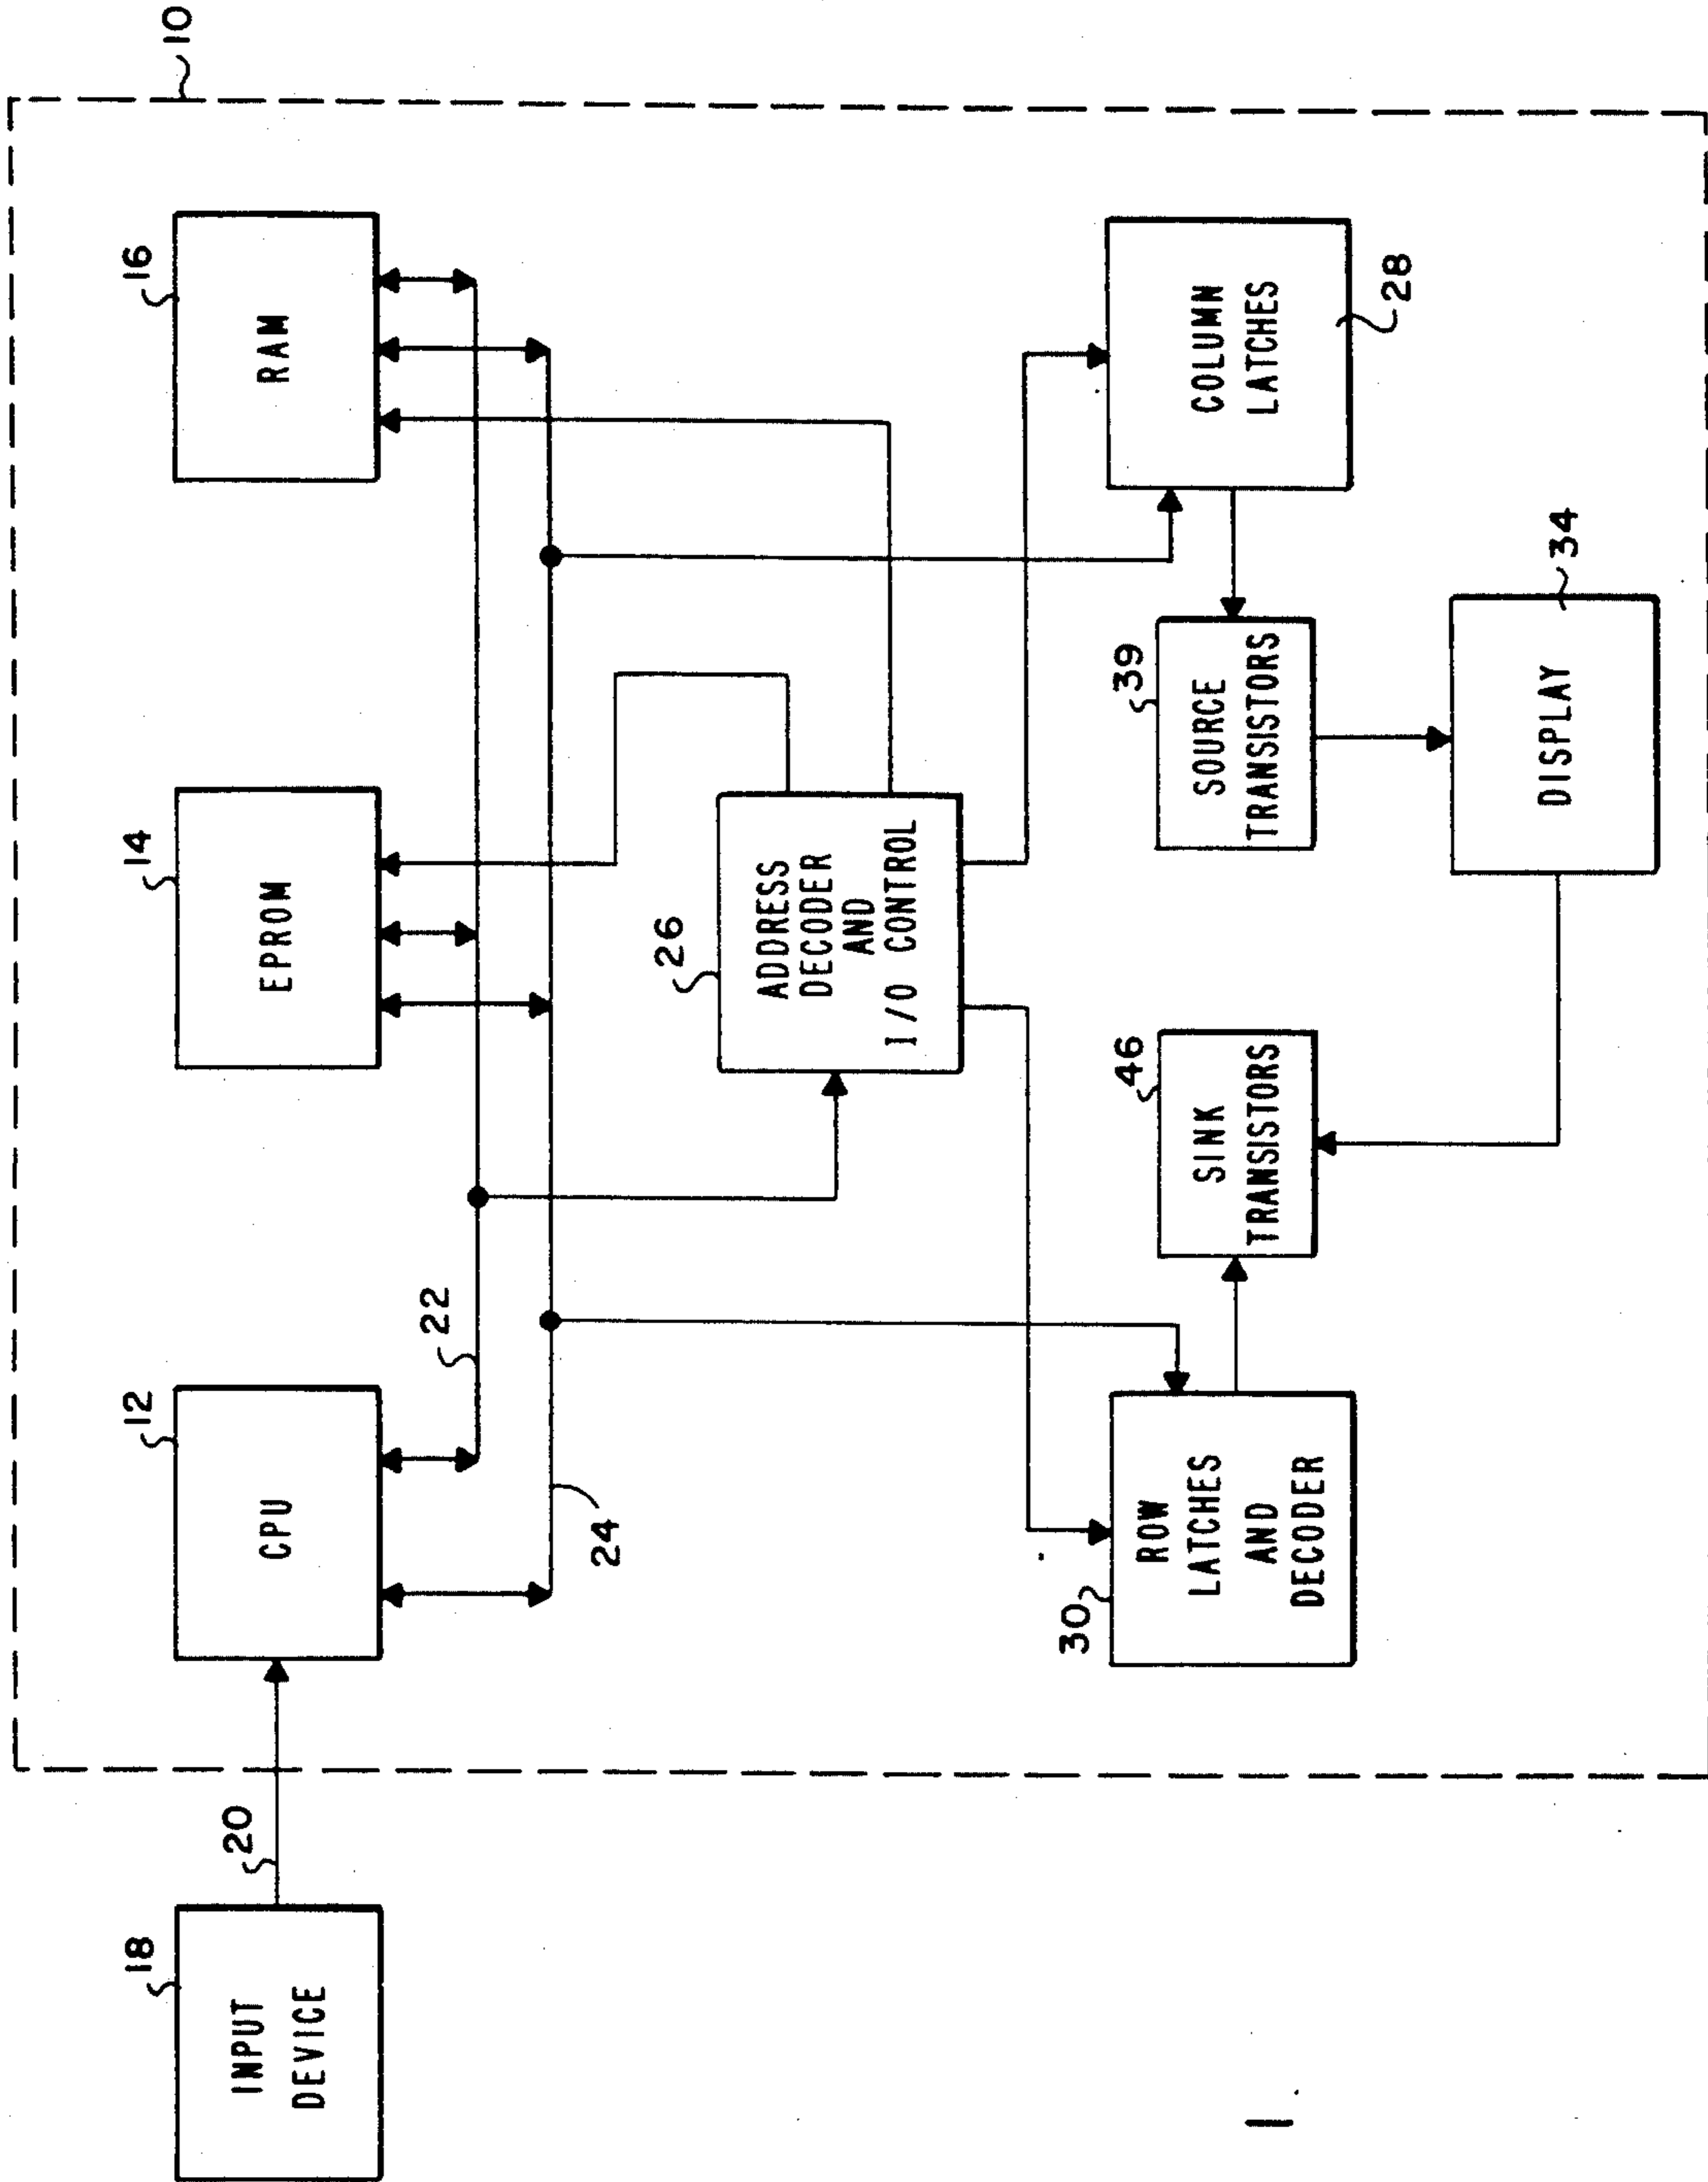 10
18
INPUT
DEVICE
20
12
CPU
14
EPROM
16
RAM
22
24
26
ADDRESS
DECODER
AND
I/O CONTROL
30
ROW
LATCHES
AND
DECODER
46
SINK
TRANSISTORS
39
SOURCE
TRANSISTORS
COLUMN
LATCHES
28
DISPLAY
34